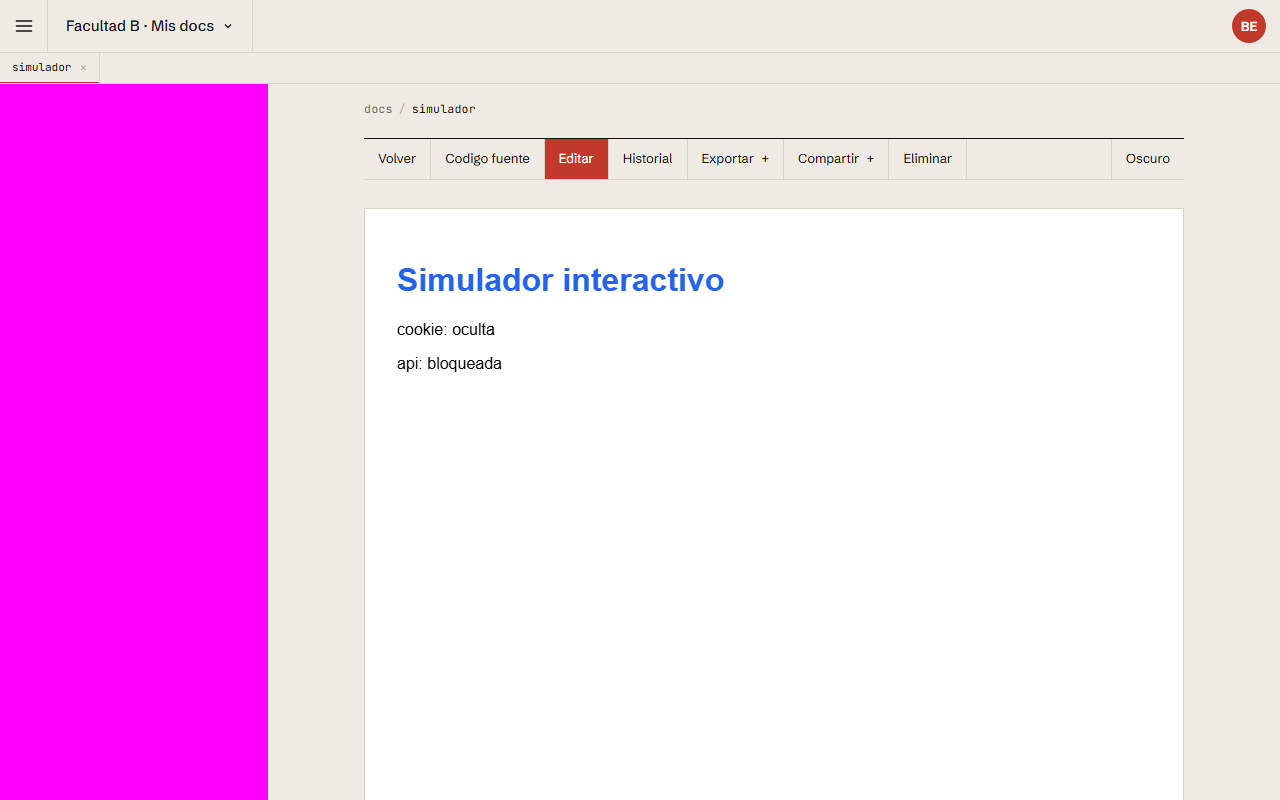 Facultad B · Mis docs
BE
simulador ×
docs / simulador
Volver
Codigo fuente
Editar
Historial
Exportar +
Compartir +
Eliminar
Oscuro
Simulador interactivo
cookie: oculta
api: bloqueada